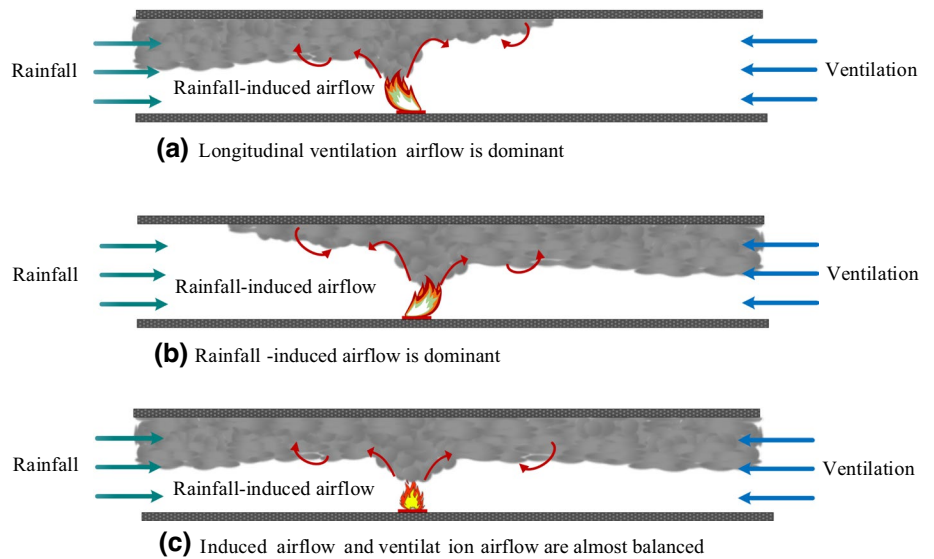 Rainfall
Rainfall-induced airflow
Ventilation
(a) Longitudinal ventilation airflow is dominant
Rainfall
Rainfall-induced airflow
Ventilation
(b) Rainfall -induced airflow is dominant
Rainfall
Rainfall-induced airflow
Ventilation
(c) Induced airflow and ventilat ion airflow are almost balanced